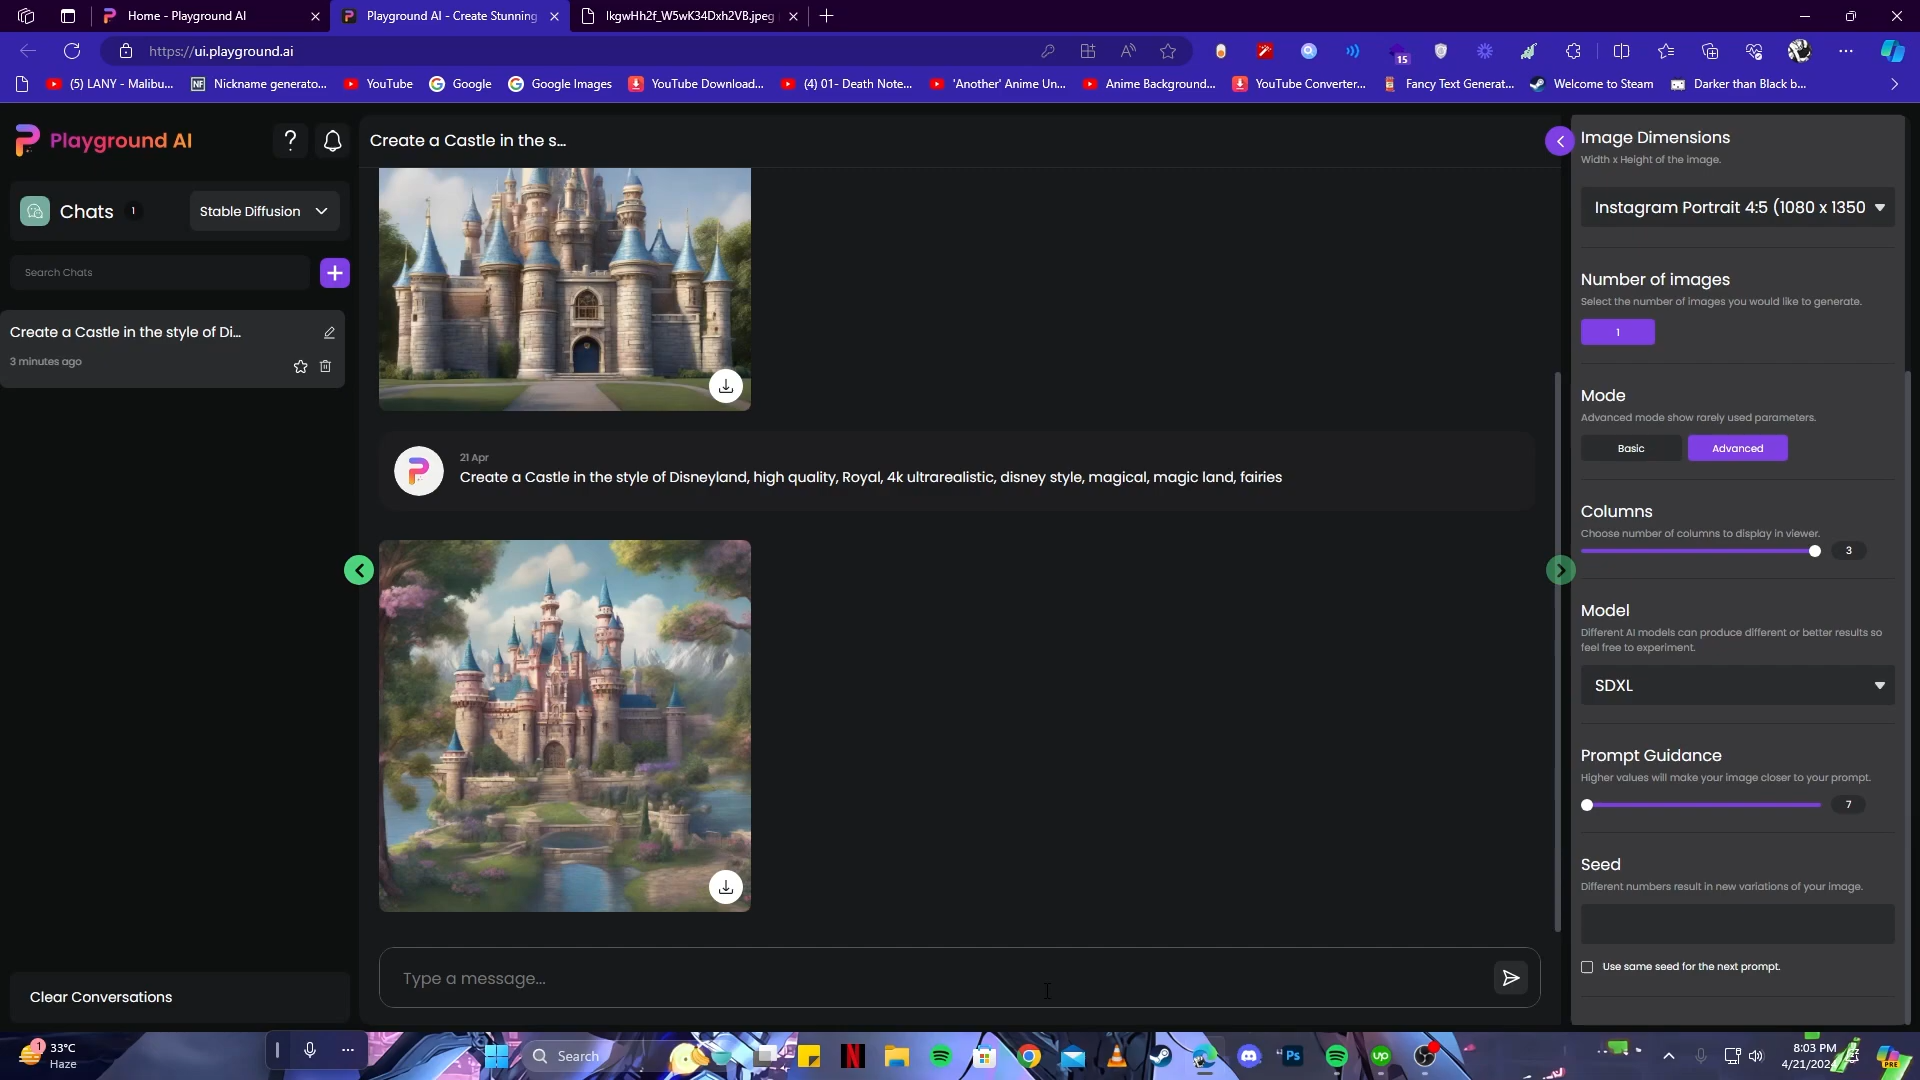 Home - Playground AI
Playground AI - Create Stunning
lkgwHh2f_W5wK34Dxh2VB.jpeg
https://ui.playground.ai
15
(5) LANY - Malibu...
Nickname generato...
YouTube
Google
Google Images
YouTube Download...
(4) 01- Death Note...
'Another' Anime Un...
Anime Background...
YouTube Converter...
Fancy Text Generat...
Welcome to Steam
Darker than Black b...
Playground AI
?
Create a Castle in the s...
Chats 1
Stable Diffusion
Search Chats
Create a Castle in the style of Di...
3 minutes ago
Clear Conversations
21 Apr
Create a Castle in the style of Disneyland, high quality, Royal, 4k ultrarealistic, disney style, magical, magic land, fairies
Type a message...
Image Dimensions
Width x Height of the image.
Instagram Portrait 4:5 (1080 x 1350
Number of images
Select the number of images you would like to generate.
1
Mode
Advanced mode show rarely used parameters.
Basic
Advanced
Columns
Choose number of columns to display in viewer.
3
Model
Different AI models can produce different or better results so
feel free to experiment.
SDXL
Prompt Guidance
Higher values will make your image closer to your prompt.
7
Seed
Different numbers result in new variations of your image.
Use same seed for the next prompt.
1
33°C
Haze
Search
N
Ps
up
8:03 PM
PRE